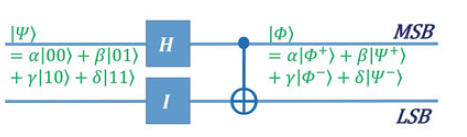 |Ψ⟩
= α|00⟩ + β|01⟩
+ γ|10⟩ + δ|11⟩
H
I
|Φ⟩
= α|Φ⁺⟩ + β|Ψ⁺⟩
+ γ|Φ⁻⟩ + δ|Ψ⁻⟩
MSB
LSB